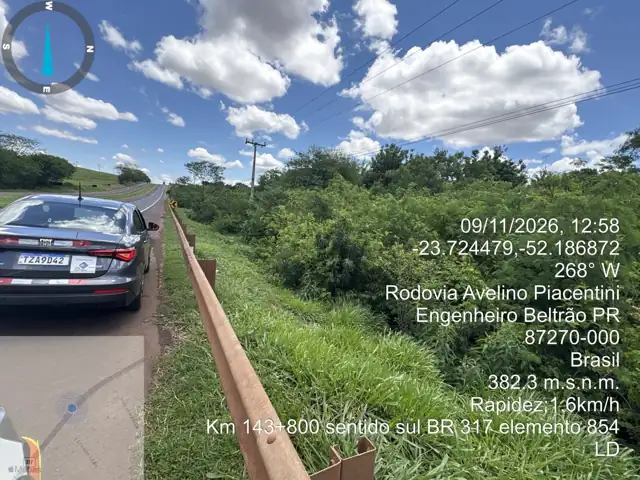 S
W
N
E
TZA9D42
09/11/2026, 12:58
-23.724479,-52.186872
268° W
Rodovia Avelino Piacentini
Engenheiro Beltrão PR
87270-000
Brasil
382.3 m.s.n.m.
Rapidez:1.6km/h
Km 143+800 sentido sul BR 317 elemento 854
LD